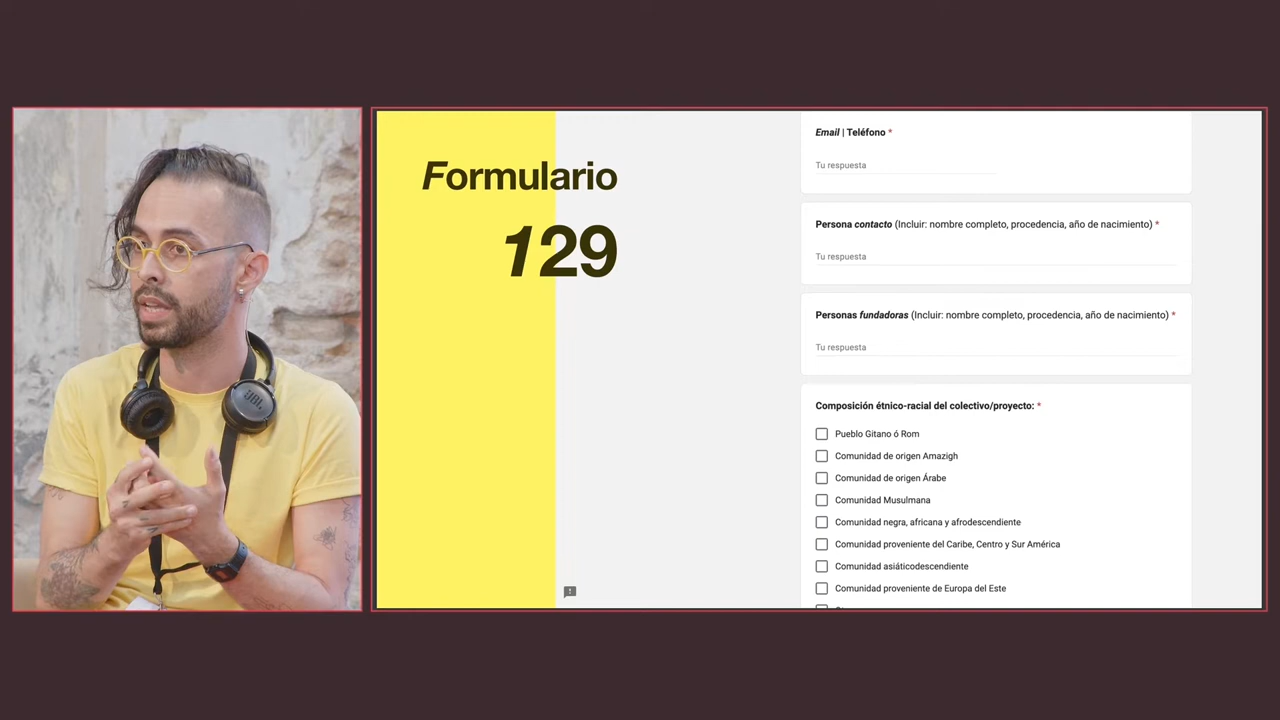 Formulario
129
Email | Teléfono *
Tu respuesta
Persona contacto (Incluir: nombre completo, procedencia, año de nacimiento) *
Tu respuesta
Personas fundadoras (Incluir: nombre completo, procedencia, año de nacimiento) *
Tu respuesta
Composición étnico-racial del colectivo/proyecto: *
Pueblo Gitano ó Rom
Comunidad de origen Amazigh
Comunidad de origen Árabe
Comunidad Musulmana
Comunidad negra, africana y afrodescendiente
Comunidad proveniente del Caribe, Centro y Sur América
Comunidad asiáticodescendiente
Comunidad proveniente de Europa del Este
JBL